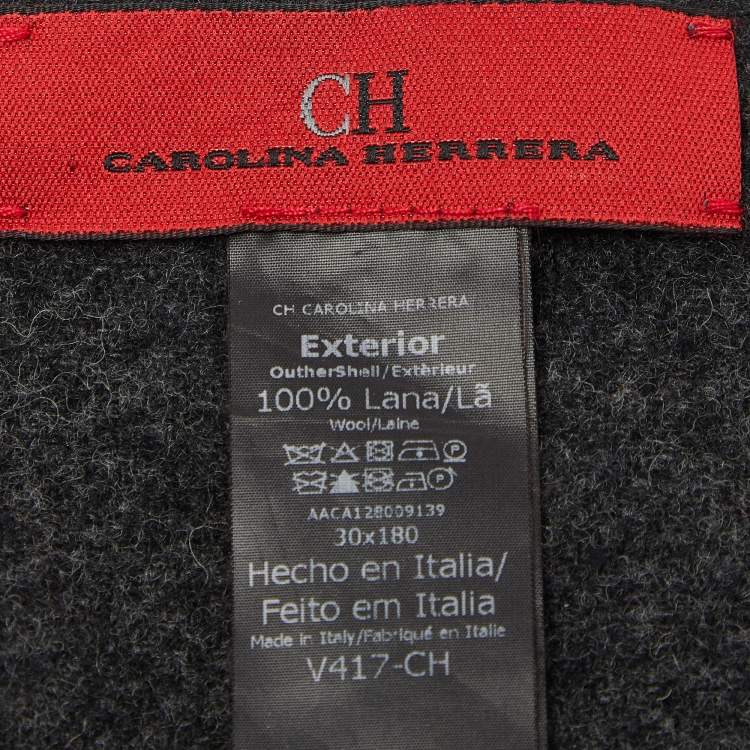 CH
CAROLINA HERRERA
CH CAROLINA HERRERA
Exterior
OutherShell/Extèrieur
100% Lana/Lã
Wool/Laine
AACA128009139
30x180
Hecho en Italia/
Feito em Italia
Made in Italy/Fabriqué en Italie
V417-CH